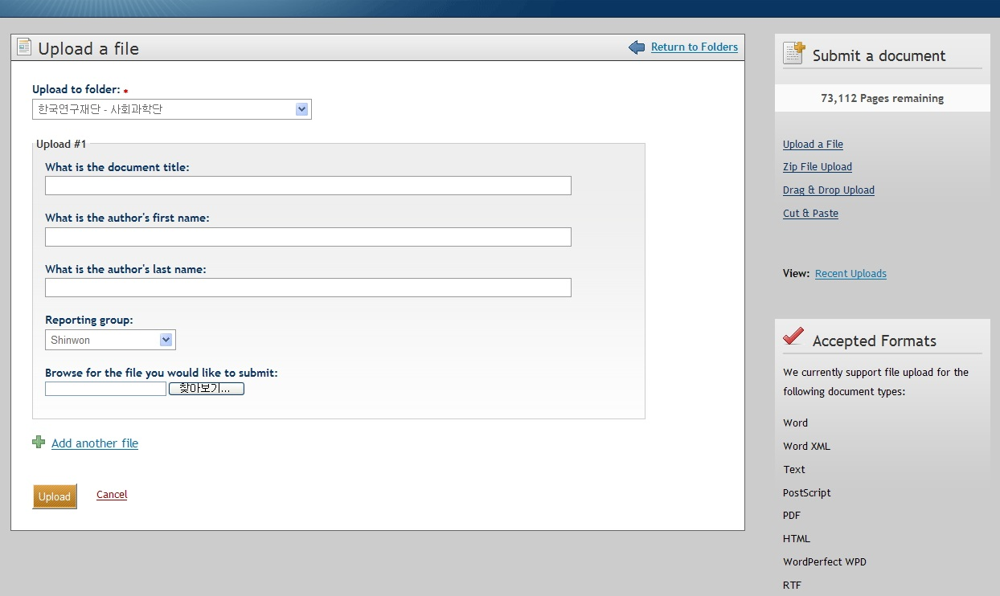 Upload a file
Return to Folders
Upload to folder: *
한국연구재단 - 사회과학단
Upload #1
What is the document title:
What is the author's first name:
What is the author's last name:
Reporting group:
Shinwon
Browse for the file you would like to submit:
찾아보기...
Add another file
Upload
Cancel
Submit a document
73,112 Pages remaining
Upload a File
Zip File Upload
Drag & Drop Upload
Cut & Paste
View: Recent Uploads
Accepted Formats
We currently support file upload for the
following document types:
Word
Word XML
Text
PostScript
PDF
HTML
WordPerfect WPD
RTF